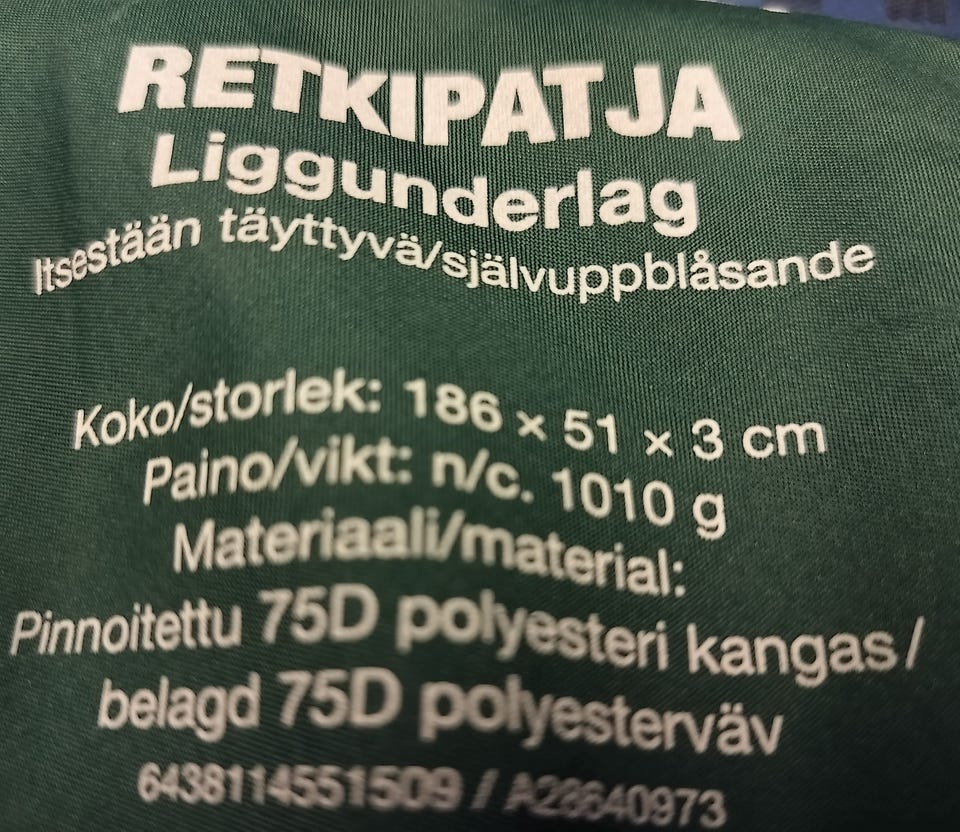 RETKIPATJA
Liggunderlag
Itsestään täyttyvä/självuppblåsande
Koko/storlek: 186 × 51 × 3 cm
Paino/vikt: n/c. 1010 g
Materiaali/material:
Pinnoitettu 75D polyesteri kangas/
belagd 75D polyesterväv
6438114551509 / A28640973